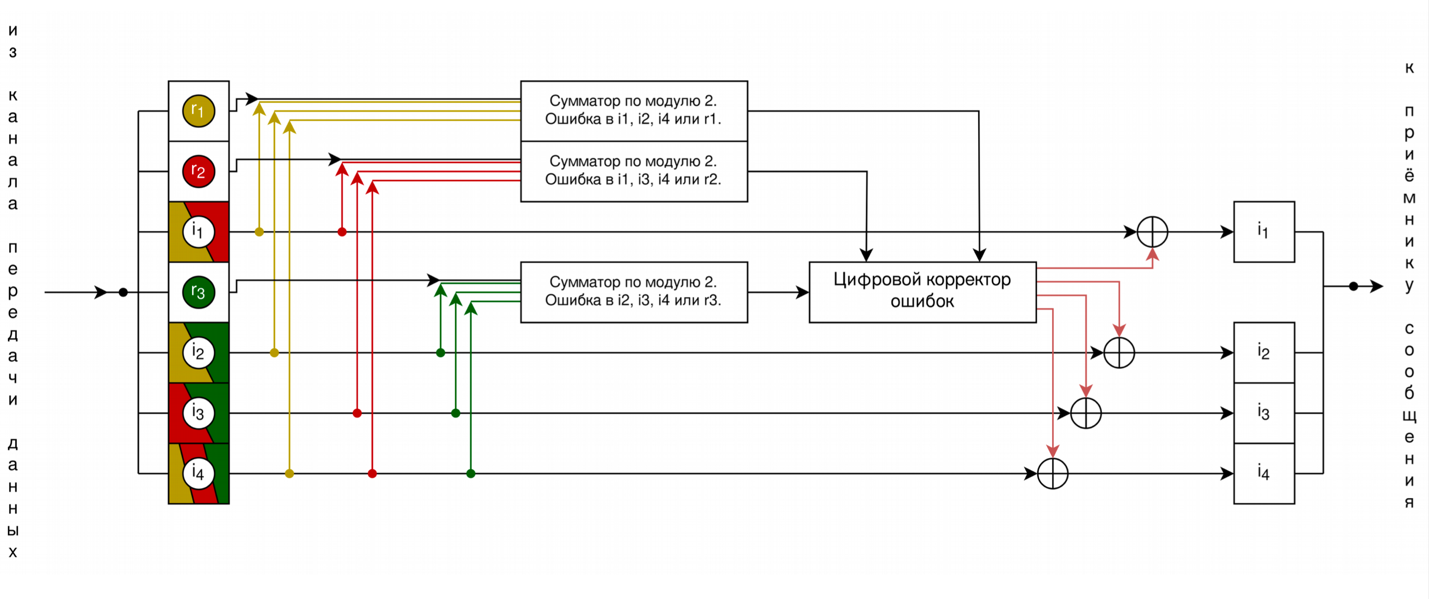 из канала передачи данных
r1
r2
i1
r3
i2
i3
i4
Сумматор по модулю 2.
Ошибка в i1, i2, i4 или r1.
Сумматор по модулю 2.
Ошибка в i1, i3, i4 или r2.
Сумматор по модулю 2.
Ошибка в i2, i3, i4 или r3.
Цифровой корректор
ошибок
i1
i2
i3
i4
к приёмнику сообщения